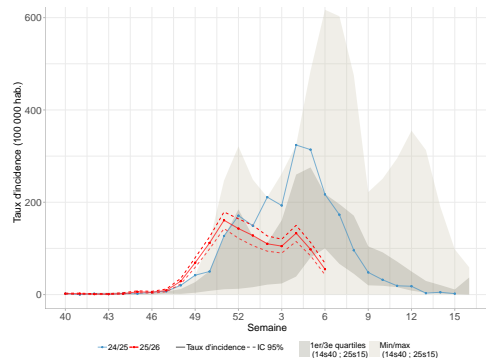 600
400
200
0
Taux d'incidence (100 000 hab.)
40 43 46 49 52 3 6 9 12 15
Semaine
24/25 25/26 Taux d'incidence IC 95% 1er/3e quartiles Min/max
(14s40 ; 25s15) (14s40 ; 25s15)